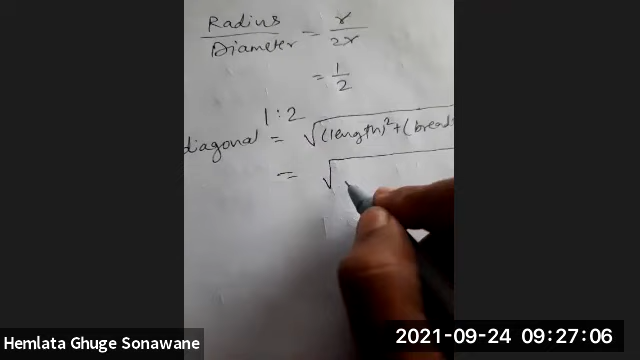 Radius / Diameter = r / 2r
= 1/2
1 : 2
diagonal = √(length)² + (bread
= √
Hemlata Ghuge Sonawane
2021-09-24 09:27:06